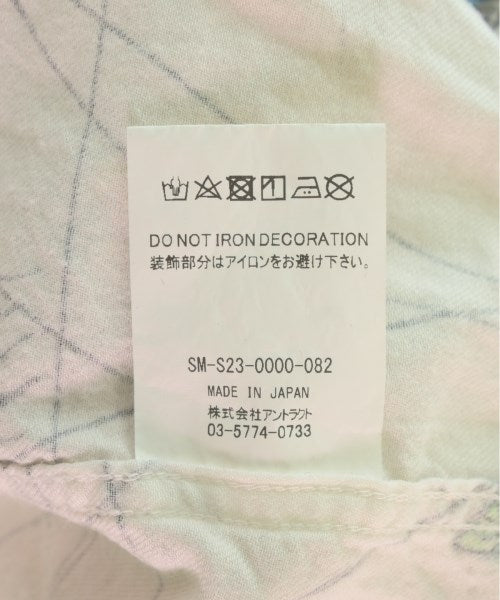 DO NOT IRON DECORATION
装飾部分はアイロンをお避け下さい。
SM-S23-0000-082
MADE IN JAPAN
株式会社アントラクト
03-5774-0733